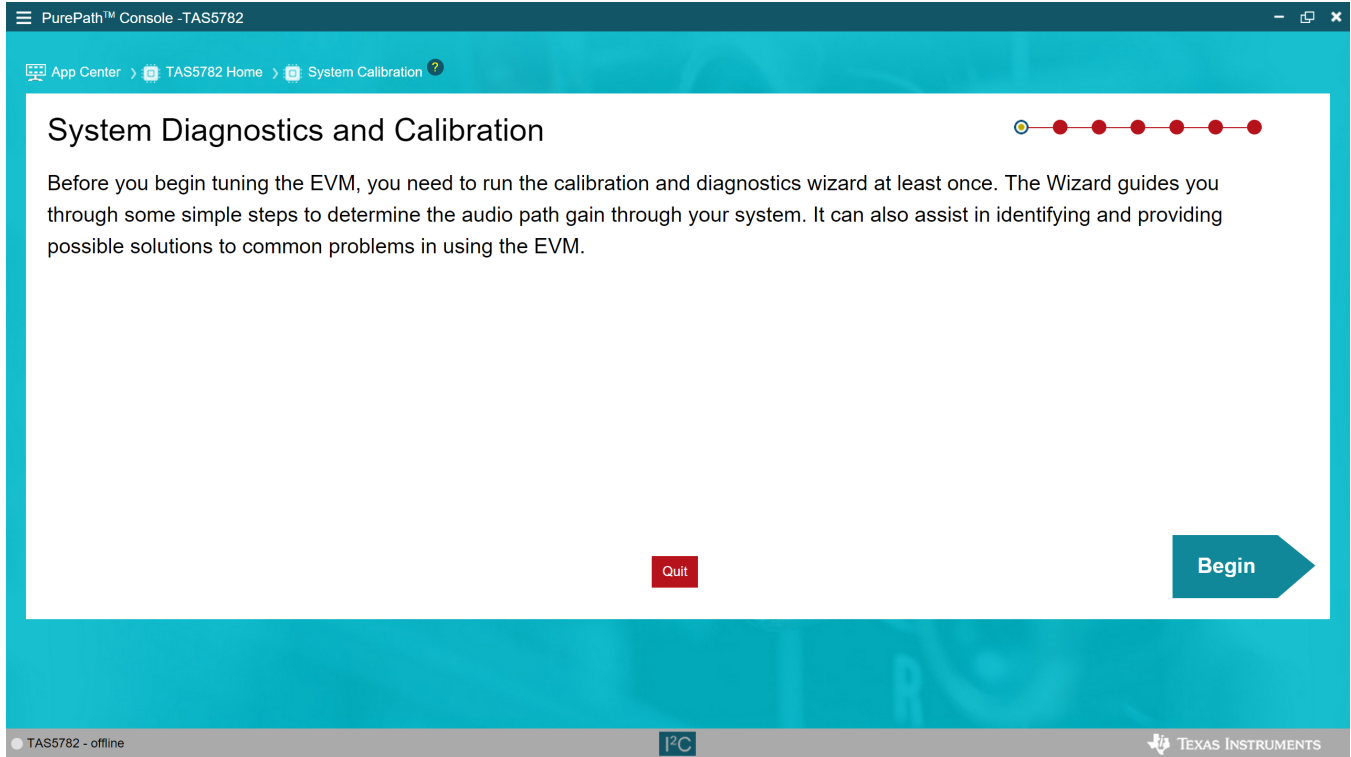 PurePath™ Console -TAS5782
App Center
TAS5782 Home
System Calibration
?
System Diagnostics and Calibration
Before you begin tuning the EVM, you need to run the calibration and diagnostics wizard at least once. The Wizard guides you
through some simple steps to determine the audio path gain through your system. It can also assist in identifying and providing
possible solutions to common problems in using the EVM.
Quit
Begin
R
TAS5782 - offline
I²C
TEXAS INSTRUMENTS